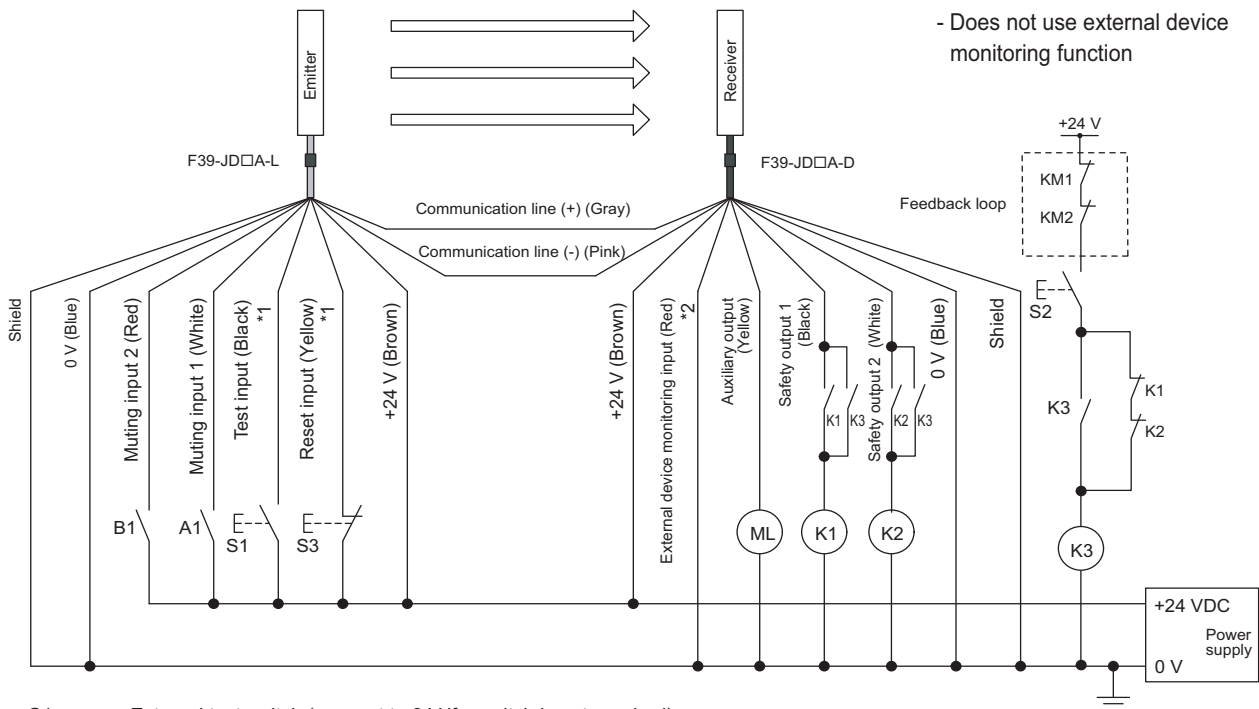 - Does not use external device
monitoring function
Emitter
Receiver
F39-JD□A-L
F39-JD□A-D
+24 V
KM1
KM2
Feedback loop
Communication line (+) (Gray)
Communication line (-) (Pink)
S2
Shield
0 V (Blue)
Muting input 2 (Red)
Muting input 1 (White)
Test input (Black)
*1
Reset input (Yellow)
*1
+24 V (Brown)
+24 V (Brown)
External device monitoring input (Red)
*2
Auxiliary output
(Yellow)
Safety output 1
(Black)
Safety output 2 (White)
0 V (Blue)
Shield
K1
K3
K2
K3
K3
K1
K2
B1
A1
S1
S3
ML
K1
K2
K3
+24 VDC
Power
supply
0 V